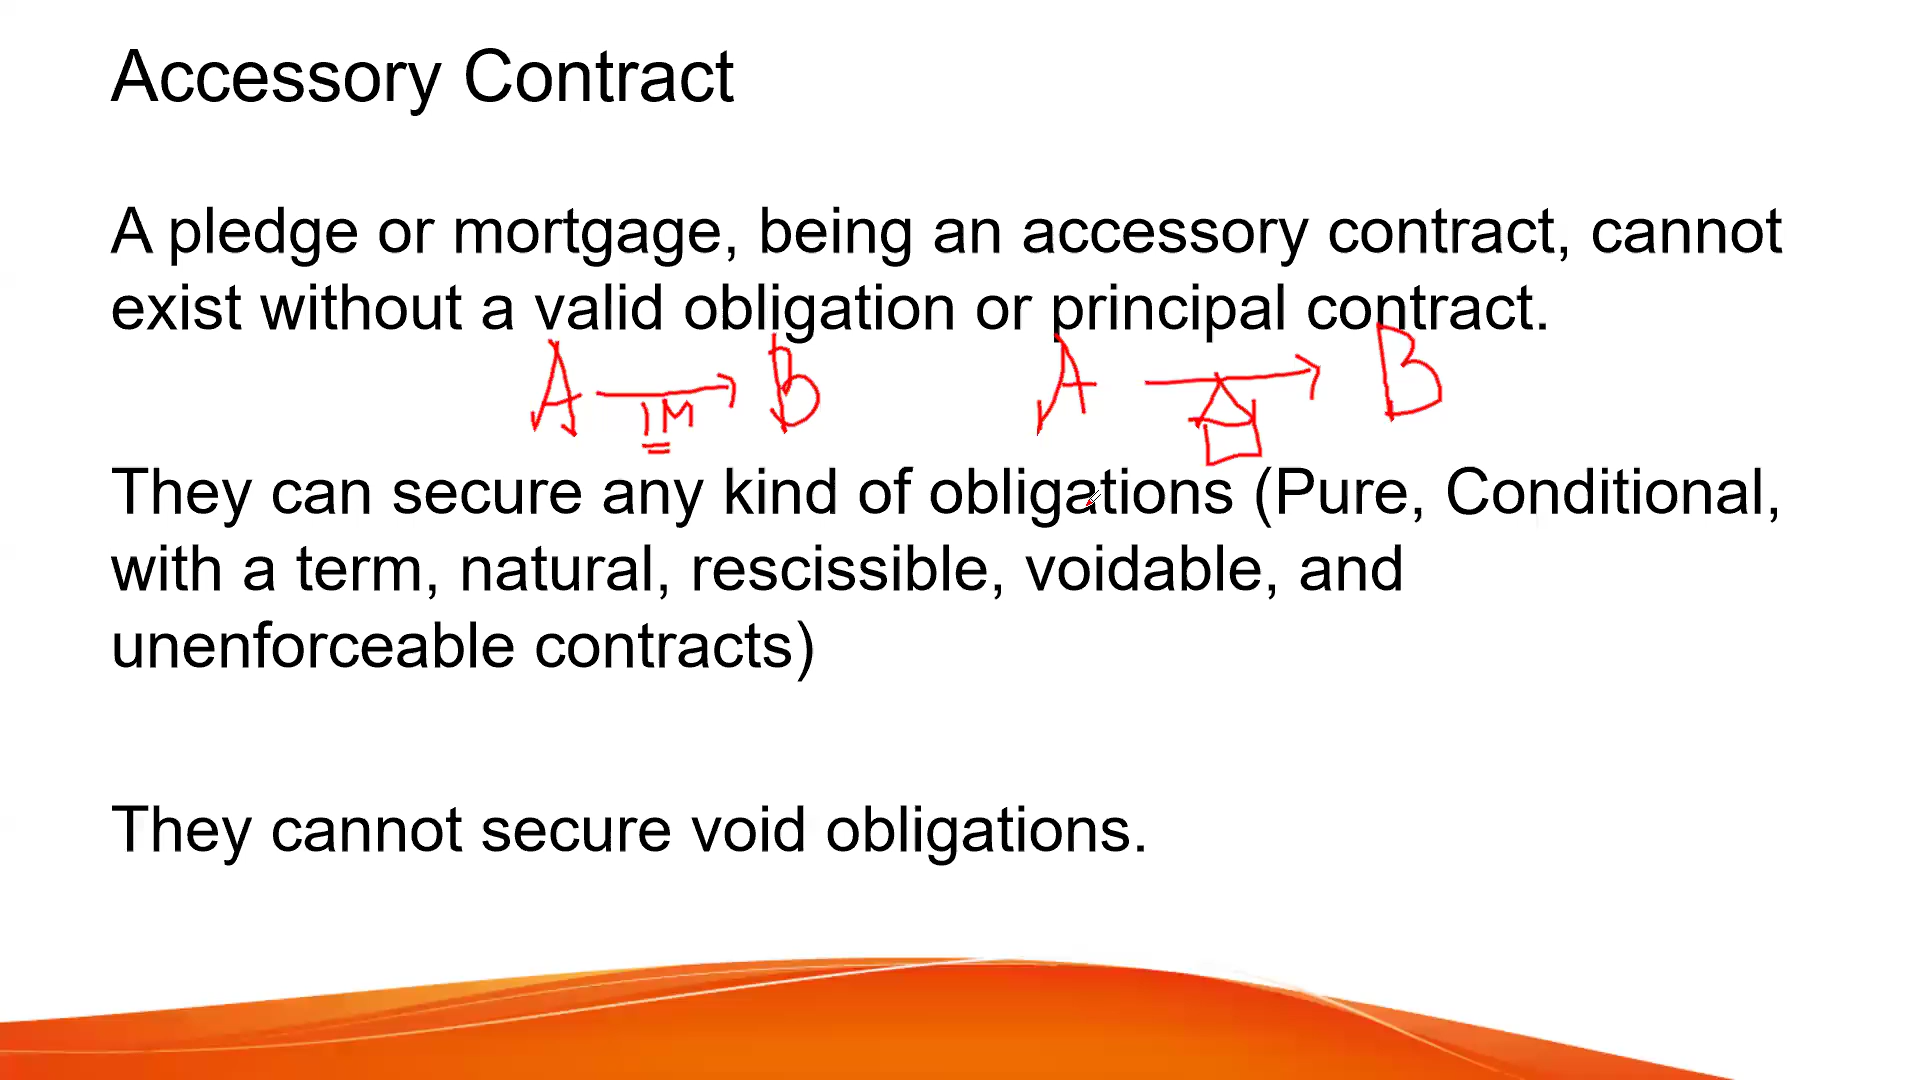 Accessory Contract
A pledge or mortgage, being an accessory contract, cannot
exist without a valid obligation or principal contract.
A B A B
1M
They can secure any kind of obligations (Pure, Conditional,
with a term, natural, rescissible, voidable, and
unenforceable contracts)
They cannot secure void obligations.